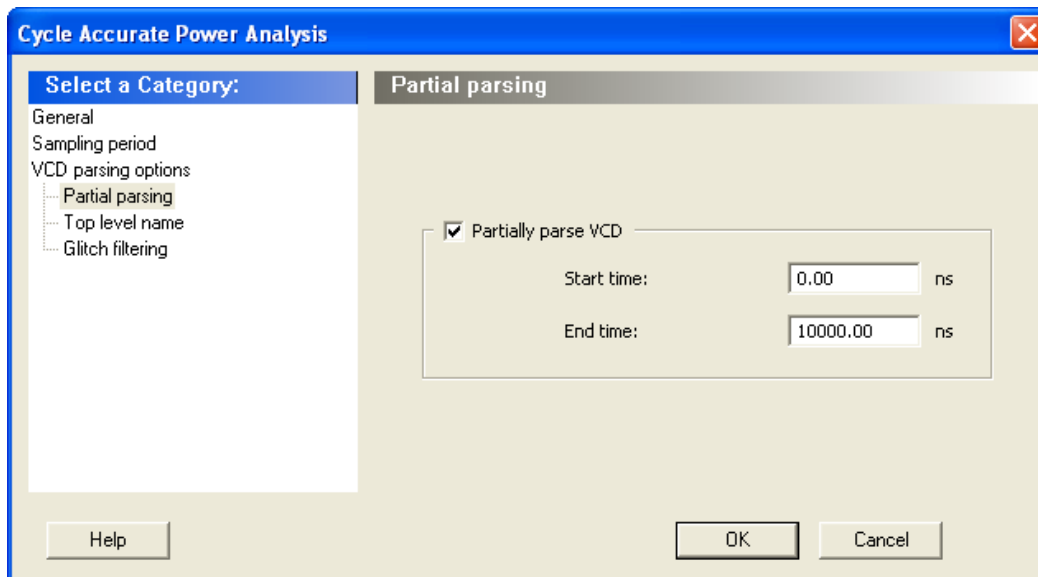 Cycle Accurate Power Analysis
Select a Category:
General
Sampling period
VCD parsing options
Partial parsing
Top level name
Glitch filtering
Partial parsing
Partially parse VCD
Start time: 0.00 ns
End time: 10000.00 ns
Help
OK
Cancel